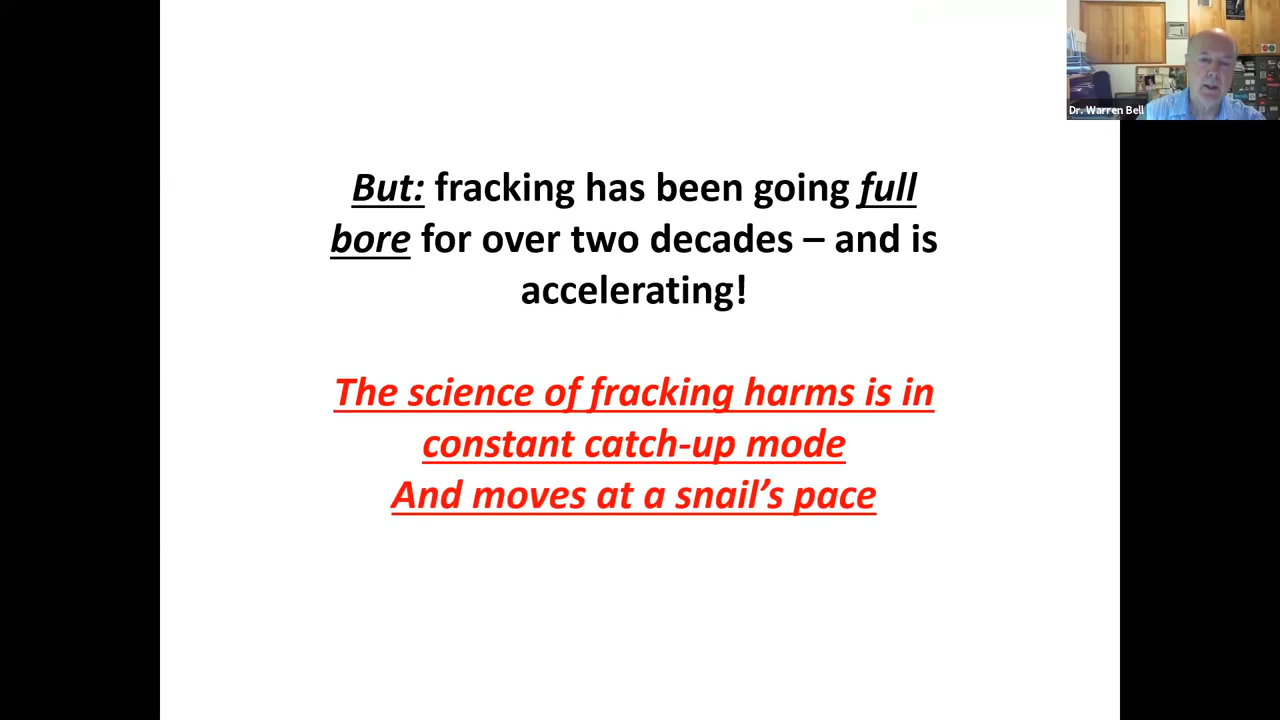 Dr. Warren Bell
But: fracking has been going full
bore for over two decades – and is
accelerating!
The science of fracking harms is in
constant catch-up mode
And moves at a snail’s pace